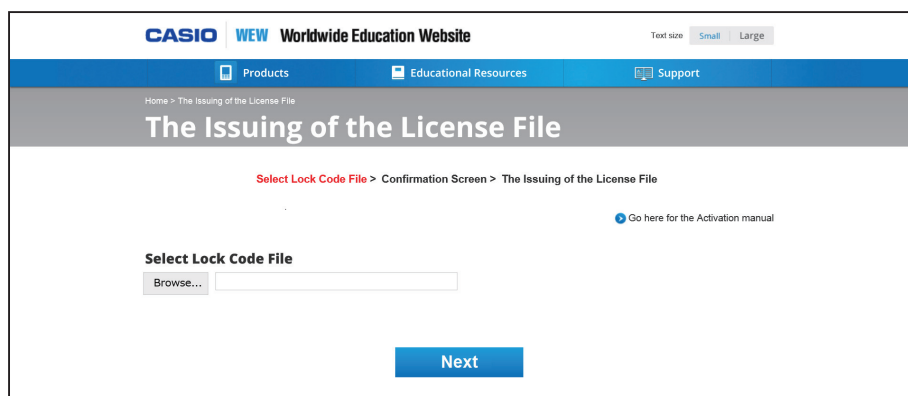 CASIO WEW Worldwide Education Website Text size Small Large
Products Educational Resources Support
Home > The Issuing of the License File
The Issuing of the License File
Select Lock Code File > Confirmation Screen > The Issuing of the License File
Go here for the Activation manual
Select Lock Code File
Browse...
Next